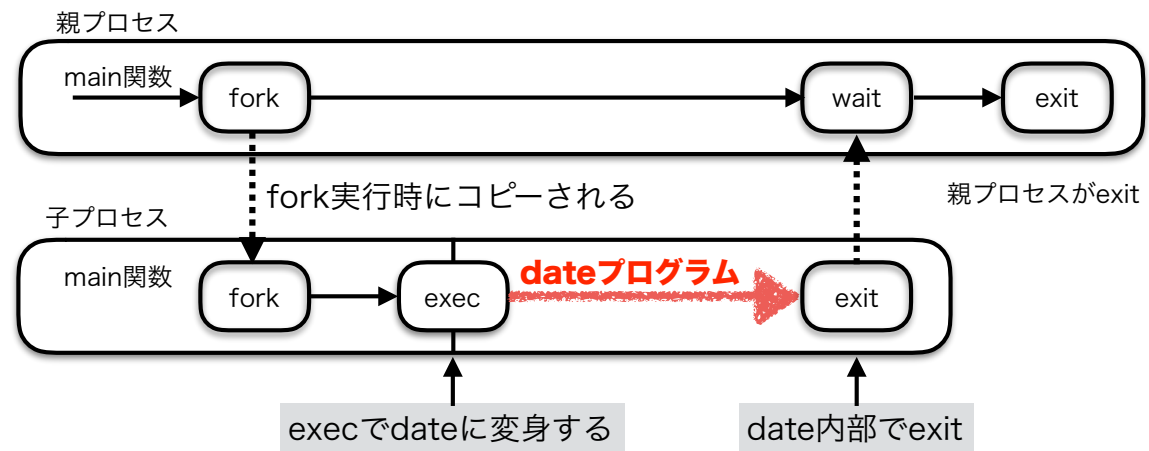 親プロセス
main関数
fork
wait
exit
fork実行時にコピーされる
親プロセスがexit
子プロセス
main関数
fork
exec
dateプログラム
exit
execでdateに変身する
date内部でexit